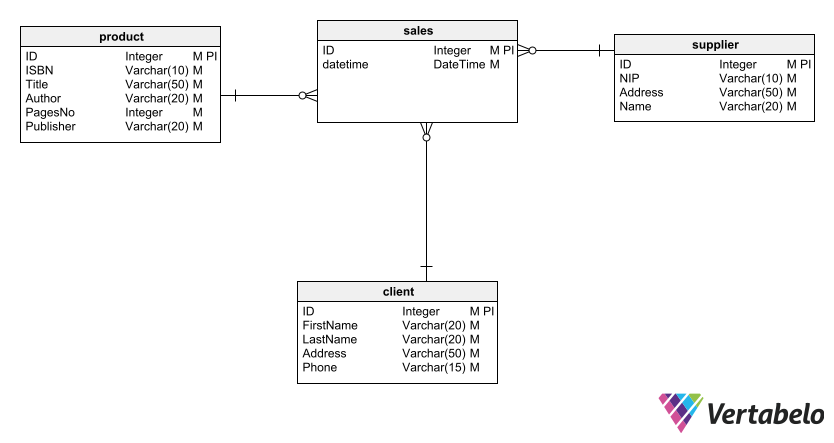 product
ID Integer M PI
ISBN Varchar(10) M
Title Varchar(50) M
Author Varchar(20) M
PagesNo Integer M
Publisher Varchar(20) M
sales
ID Integer M PI
datetime DateTime M
supplier
ID Integer M PI
NIP Varchar(10) M
Address Varchar(50) M
Name Varchar(20) M
client
ID Integer M PI
FirstName Varchar(20) M
LastName Varchar(20) M
Address Varchar(50) M
Phone Varchar(15) M
Vertabelo